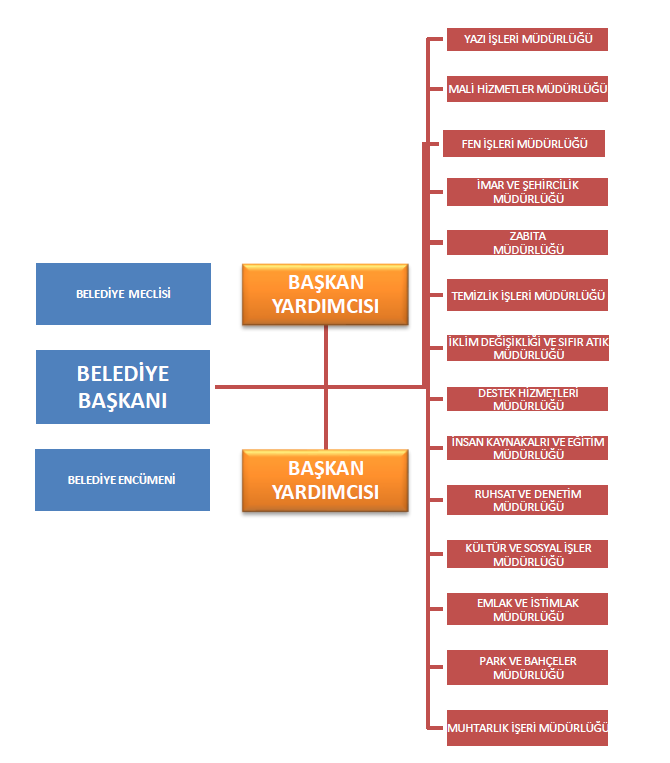 BELEDİYE MECLİSİ
BELEDİYE
BAŞKANI
BELEDİYE ENCÜMENİ
BAŞKAN
YARDIMCISI
BAŞKAN
YARDIMCISI
YAZI İŞLERİ MÜDÜRLÜĞÜ
MALİ HİZMETLER MÜDÜRLÜĞÜ
FEN İŞLERİ MÜDÜRLÜĞÜ
İMAR VE ŞEHİRCİLİK
MÜDÜRLÜĞÜ
ZABITA
MÜDÜRLÜĞÜ
TEMİZLİK İŞLERİ MÜDÜRLÜĞÜ
İKLİM DEĞİŞİKLİĞİ VE SIFIR ATIK
MÜDÜRLÜĞÜ
DESTEK HİZMETLERİ
MÜDÜRLÜĞÜ
İNSAN KAYNAKALRI VE EĞİTİM
MÜDÜRLÜĞÜ
RUHSAT VE DENETİM
MÜDÜRLÜĞÜ
KÜLTÜR VE SOSYAL İŞLER
MÜDÜRLÜĞÜ
EMLAK VE İSTİMLAK
MÜDÜRLÜĞÜ
PARK VE BAHÇELER
MÜDÜRLÜĞÜ
MUHTARLIK İŞERİ MÜDÜRLÜĞÜ